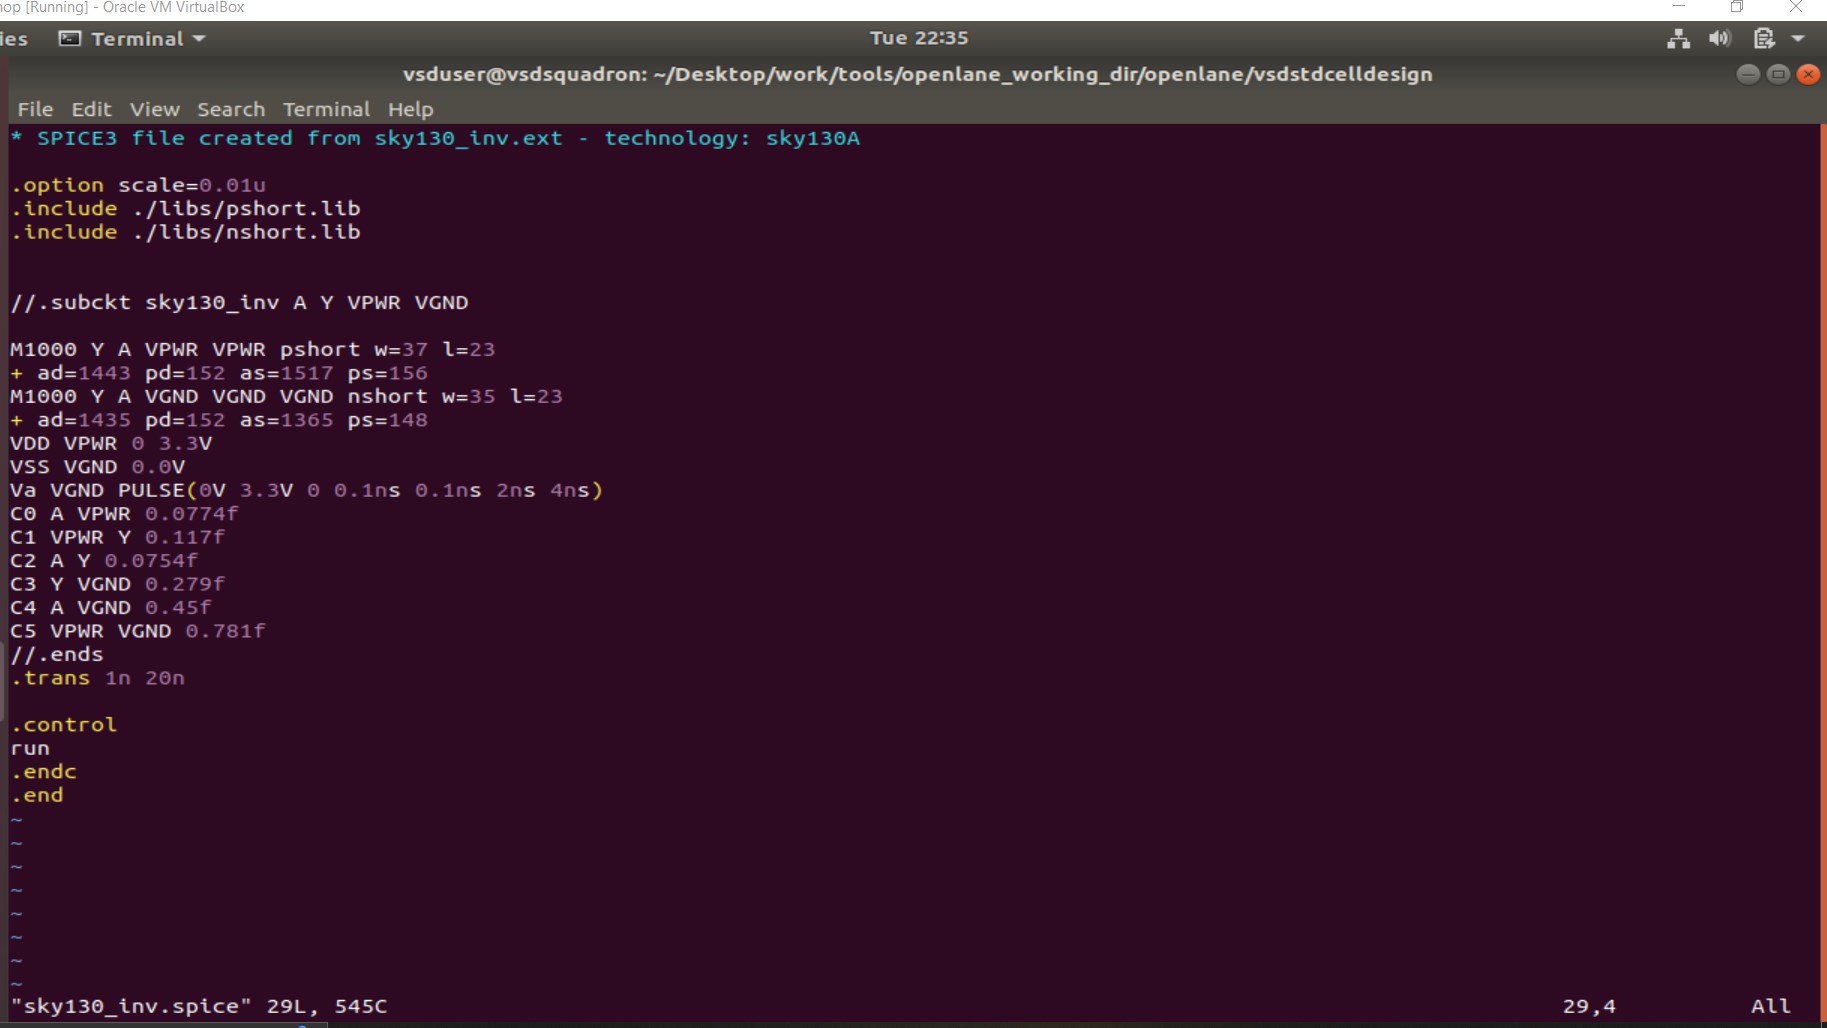 hop [Running] - Oracle VM VirtualBox
ies Terminal Tue 22:35
vsduser@vsdsquadron: ~/Desktop/work/tools/openlane_working_dir/openlane/vsdstdcelldesign
File Edit View Search Terminal Help
* SPICE3 file created from sky130_inv.ext - technology: sky130A
.option scale=0.01u
.include ./libs/pshort.lib
.include ./libs/nshort.lib
//.subckt sky130_inv A Y VPWR VGND
M1000 Y A VPWR VPWR pshort w=37 l=23
+ ad=1443 pd=152 as=1517 ps=156
M1000 Y A VGND VGND VGND nshort w=35 l=23
+ ad=1435 pd=152 as=1365 ps=148
VDD VPWR 0 3.3V
VSS VGND 0.0V
Va VGND PULSE(0V 3.3V 0 0.1ns 0.1ns 2ns 4ns)
C0 A VPWR 0.0774f
C1 VPWR Y 0.117f
C2 A Y 0.0754f
C3 Y VGND 0.279f
C4 A VGND 0.45f
C5 VPWR VGND 0.781f
//.ends
.trans 1n 20n
.control
run
.endc
.end
~
~
~
~
~
~
~
~
"sky130_inv.spice" 29L, 545C 29,4 All